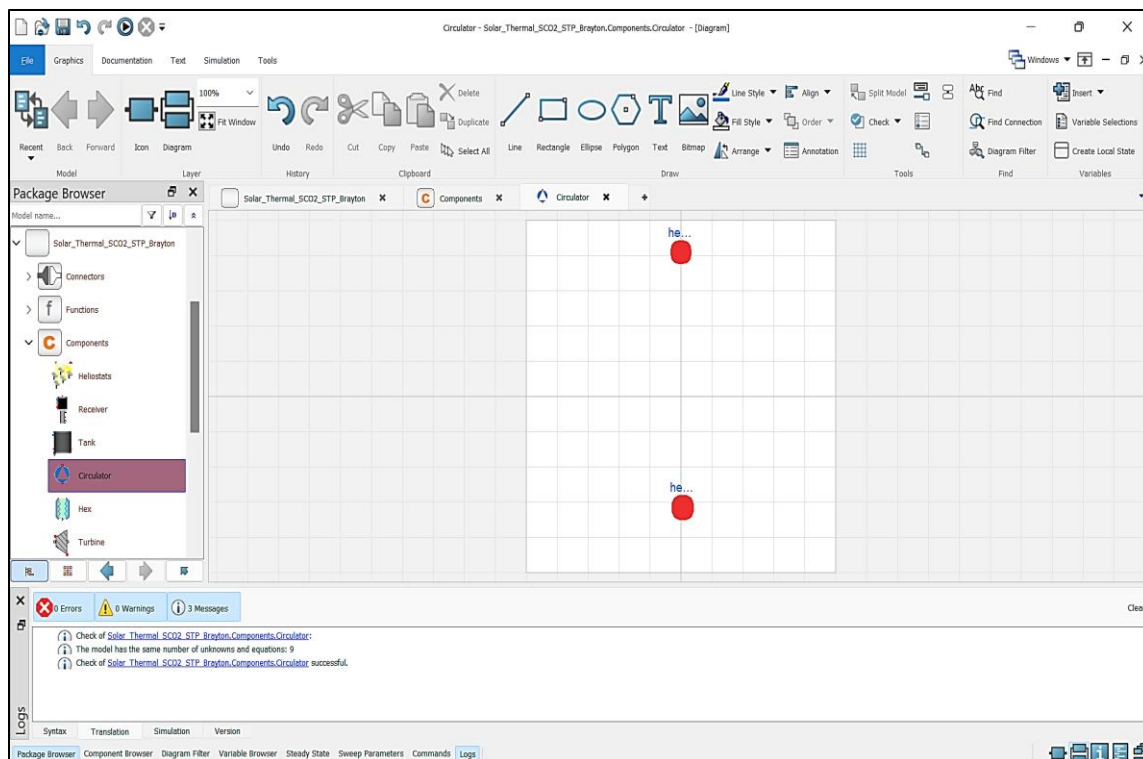 Circulator - Solar_Thermal_SCO2_STP_Brayton.Components.Circulator - [Diagram]
File Graphics Documentation Text Simulation Tools Windows
100%
Fit Window
Delete
Duplicate
Select All
Line Style
Fill Style
Arrange
Align
Order
Annotation
Split Model
Check
Find
Find Connection
Diagram Filter
Insert
Variable Selections
Create Local State
Recent Back Forward Icon Diagram Undo Redo Cut Copy Paste Line Rectangle Ellipse Polygon Text Bitmap
Model Layer History Clipboard Draw Tools Find Variables
Package Browser
Model name...
Solar_Thermal_SCO2_STP_Brayton
Connectors
f Functions
C Components
Heliostats
Receiver
Tank
Circulator
Hex
Turbine
Solar_Thermal_SCO2_STP_Brayton C Components Circulator
he...
he...
0 Errors 0 Warnings 3 Messages
Clea
Check of Solar_Thermal_SCO2_STP_Brayton.Components.Circulator:
The model has the same number of unknowns and equations: 9
Check of Solar_Thermal_SCO2_STP_Brayton.Components.Circulator successful.
Logs
Syntax Translation Simulation Version
Package Browser Component Browser Diagram Filter Variable Browser Steady State Sweep Parameters Commands Logs